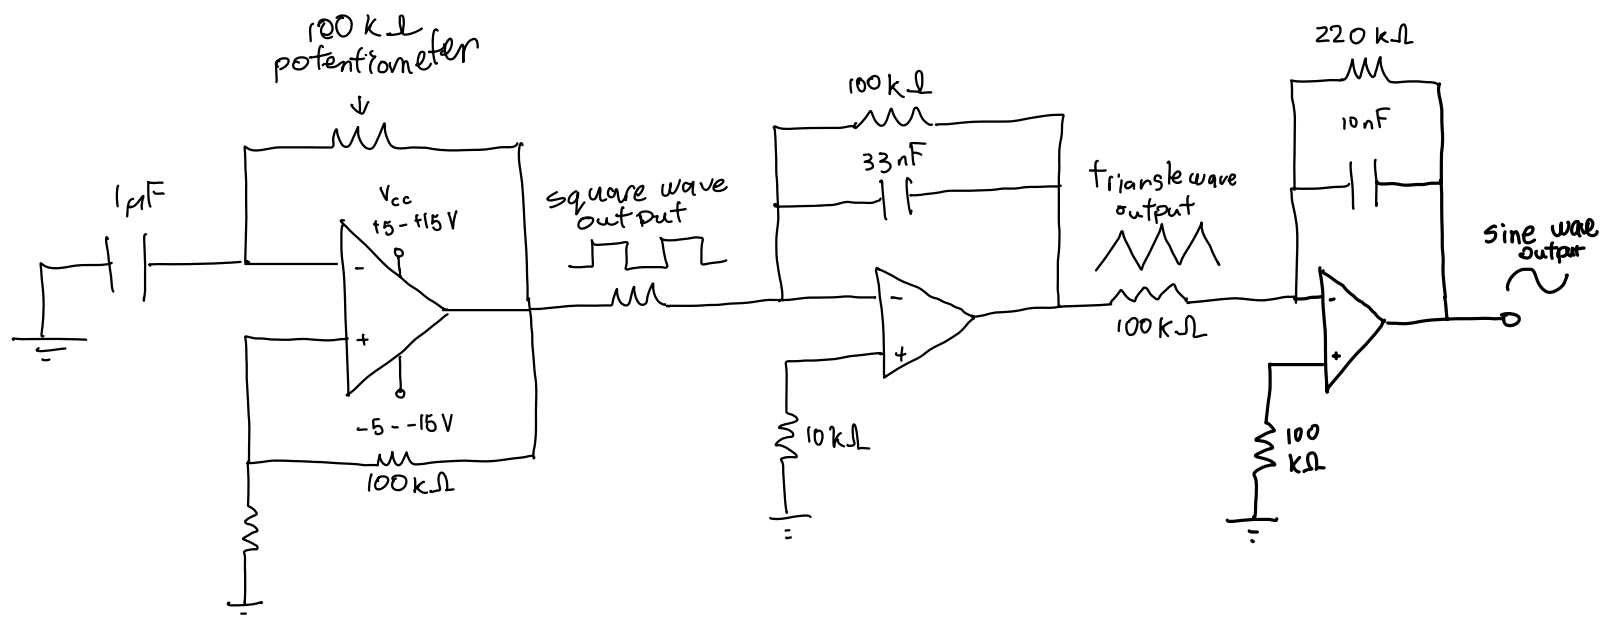 100 kΩ
potentiometer
1μF
Vcc
+5 - +15 V
-
+
-5 - -15V
100 kΩ
square wave
output
100 kΩ
33 nF
-
+
10 kΩ
triangle wave
output
100 kΩ
220 kΩ
10 nF
-
+
100
kΩ
sine wave
output